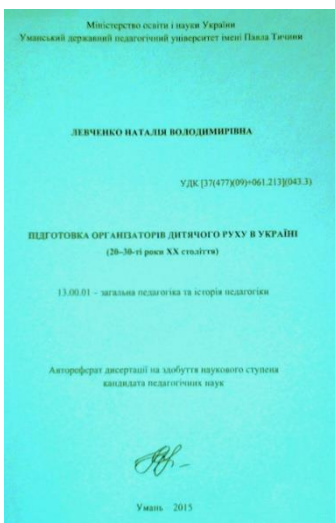 Міністерство освіти і науки України
Уманський державний педагогічний університет імені Павла Тичини
ЛЕВЧЕНКО НАТАЛІЯ ВОЛОДИМИРІВНА
УДК [37(477)(09)+061.213](043.3)
ПІДГОТОВКА ОРГАНІЗАТОРІВ ДИТЯЧОГО РУХУ В УКРАЇНІ
(20–30-ті роки ХХ століття)
13.00.01 – загальна педагогіка та історія педагогіки
Автореферат дисертації на здобуття наукового ступеня
кандидата педагогічних наук
Умань 2015